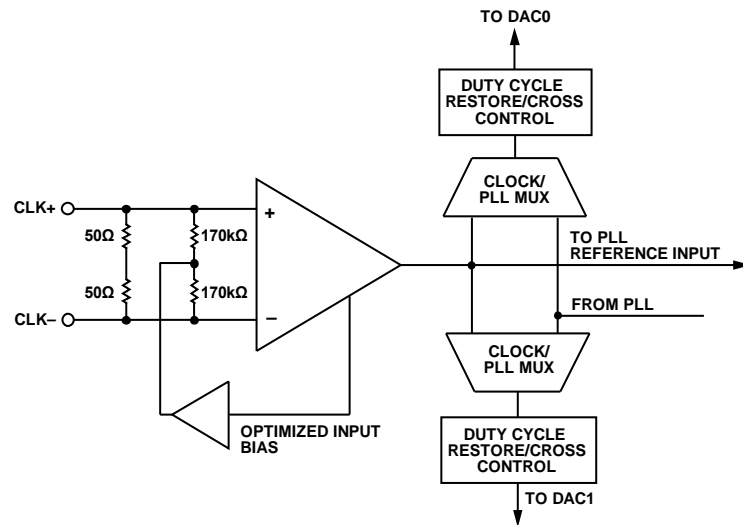 TO DAC0
DUTY CYCLE
RESTORE/CROSS
CONTROL
CLOCK/
PLL MUX
CLK+
50Ω
170kΩ
+
TO PLL
REFERENCE INPUT
50Ω
170kΩ
CLK–
–
FROM PLL
CLOCK/
PLL MUX
OPTIMIZED INPUT
BIAS
DUTY CYCLE
RESTORE/CROSS
CONTROL
TO DAC1